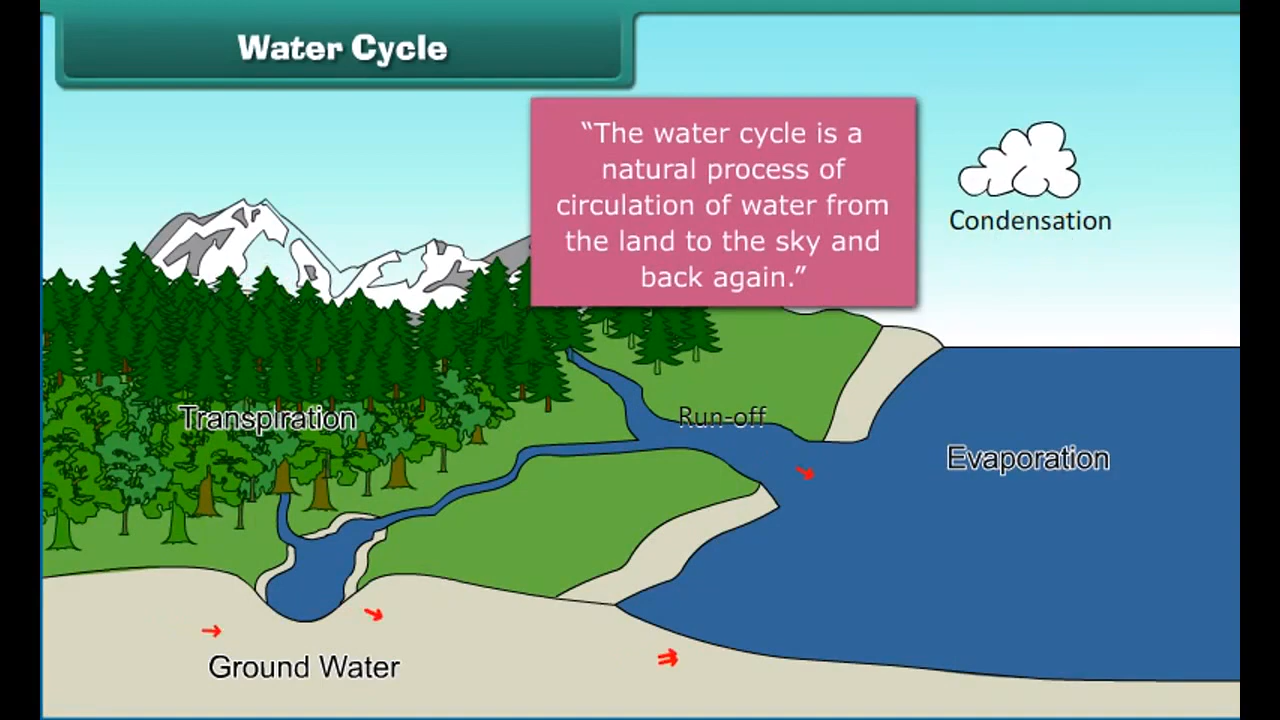 Water Cycle
“The water cycle is a
natural process of
circulation of water from
the land to the sky and
back again.”
Condensation
Transpiration
Run-off
Evaporation
Ground Water